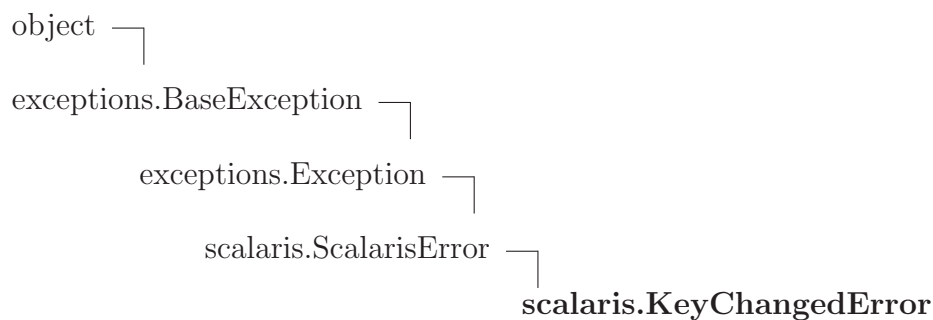 object
exceptions.BaseException
exceptions.Exception
scalaris.ScalarisError
scalaris.KeyChangedError